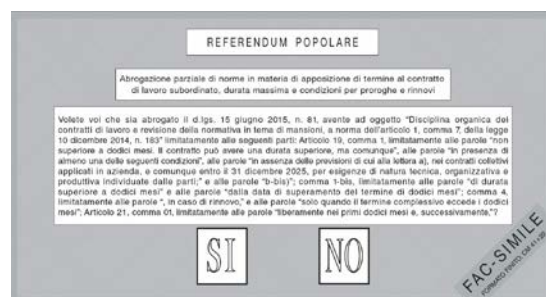 REFERENDUM POPOLARE
Abrogazione parziale di norme in materia di apposizione di termine al contratto
di lavoro subordinato, durata massima e condizioni per proroghe e rinnovi
Volete voi che sia abrogato il d.lgs. 15 giugno 2015, n. 81, avente ad oggetto "Disciplina organica dei
contratti di lavoro e revisione della normativa in tema di mansioni, a norma dell'articolo 1, comma 7, della legge
10 dicembre 2014, n. 183" limitatamente alle seguenti parti: Articolo 19, comma 1, limitatamente alle parole "non
superiore a dodici mesi. Il contratto può avere una durata superiore, ma comunque", alle parole "in presenza di
almeno una delle seguenti condizioni", alle parole "in assenza delle previsioni di cui alla lettera a), nei contratti collettivi
applicati in azienda, e comunque entro il 31 dicembre 2025, per esigenze di natura tecnica, organizzativa e
produttiva individuate dalle parti;" e alle parole "b-bis)"; comma 1-bis, limitatamente alle parole "di durata
superiore a dodici mesi" e alle parole "dalla data di superamento del termine di dodici mesi"; comma 4,
limitatamente alle parole ", in caso di rinnovo," e alle parole "solo quando il termine complessivo eccede i dodici
mesi"; Articolo 21, comma 01, limitatamente alle parole "liberamente nei primi dodici mesi e, successivamente,"?
SI NO
FAC-SIMILE
FORMATO FINITO, CM 41×20